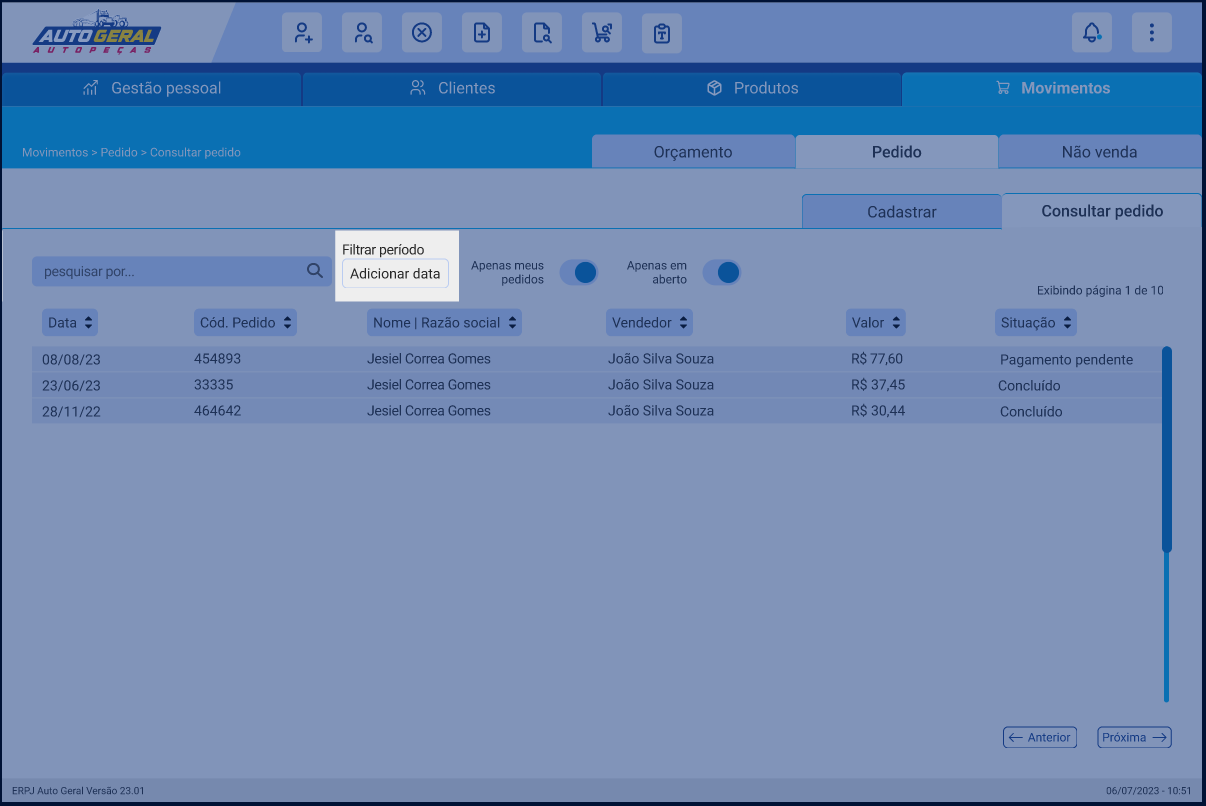 AUTO GERAL
AUTOPEÇAS
Gestão pessoal
Clientes
Produtos
Movimentos
Movimentos > Pedido > Consultar pedido
Orçamento
Pedido
Não venda
Cadastrar
Consultar pedido
pesquisar por...
Filtrar período
Adicionar data
Apenas meus
pedidos
Apenas em
aberto
Exibindo página 1 de 10
Data
Cód. Pedido
Nome | Razão social
Vendedor
Valor
Situação
08/08/23 454893 Jesiel Correa Gomes João Silva Souza R$ 77,60 Pagamento pendente
23/06/23 33335 Jesiel Correa Gomes João Silva Souza R$ 37,45 Concluído
28/11/22 464642 Jesiel Correa Gomes João Silva Souza R$ 30,44 Concluído
Anterior
Próxima
ERPJ Auto Geral Versão 23.01
06/07/2023 - 10:51